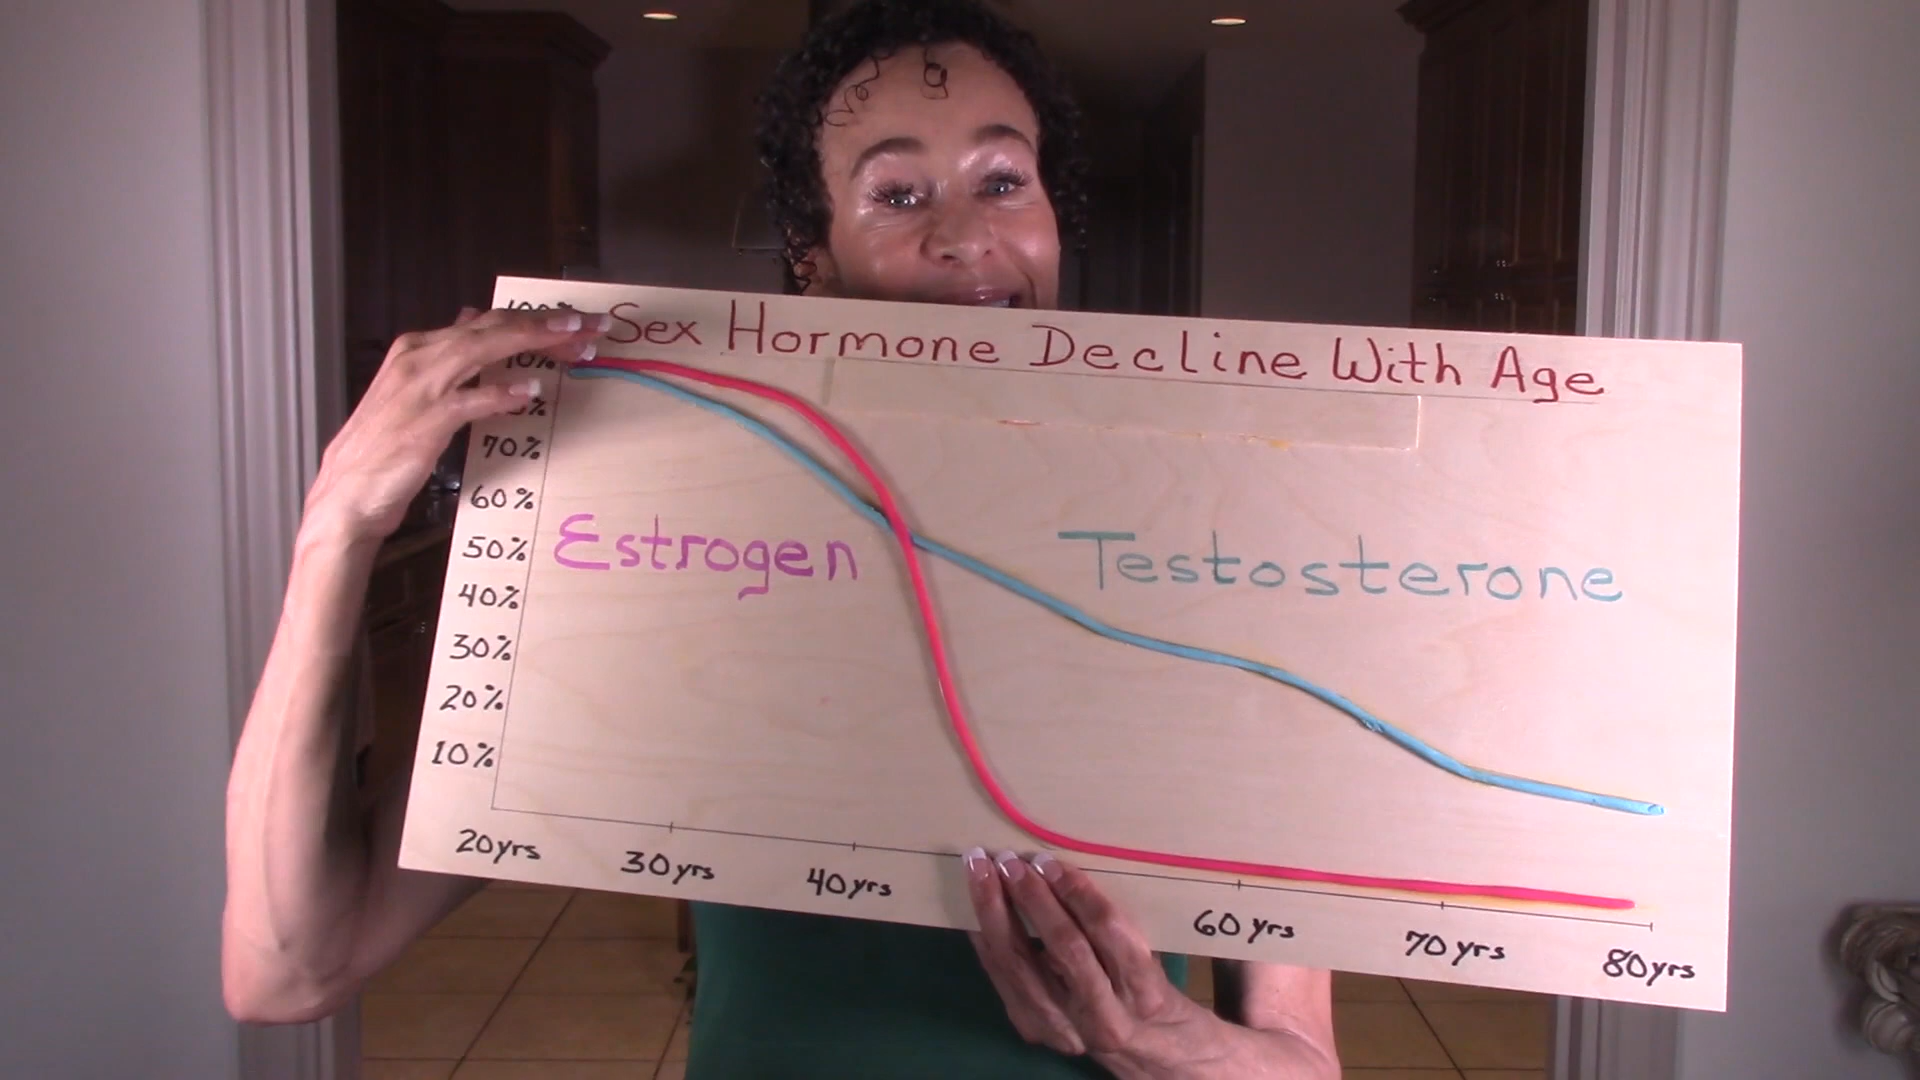 Sex Hormone Decline With Age
70%
60%
50%
40%
30%
20%
10%
Estrogen
Testosterone
20yrs
30yrs
40yrs
60yrs
70yrs
80yrs